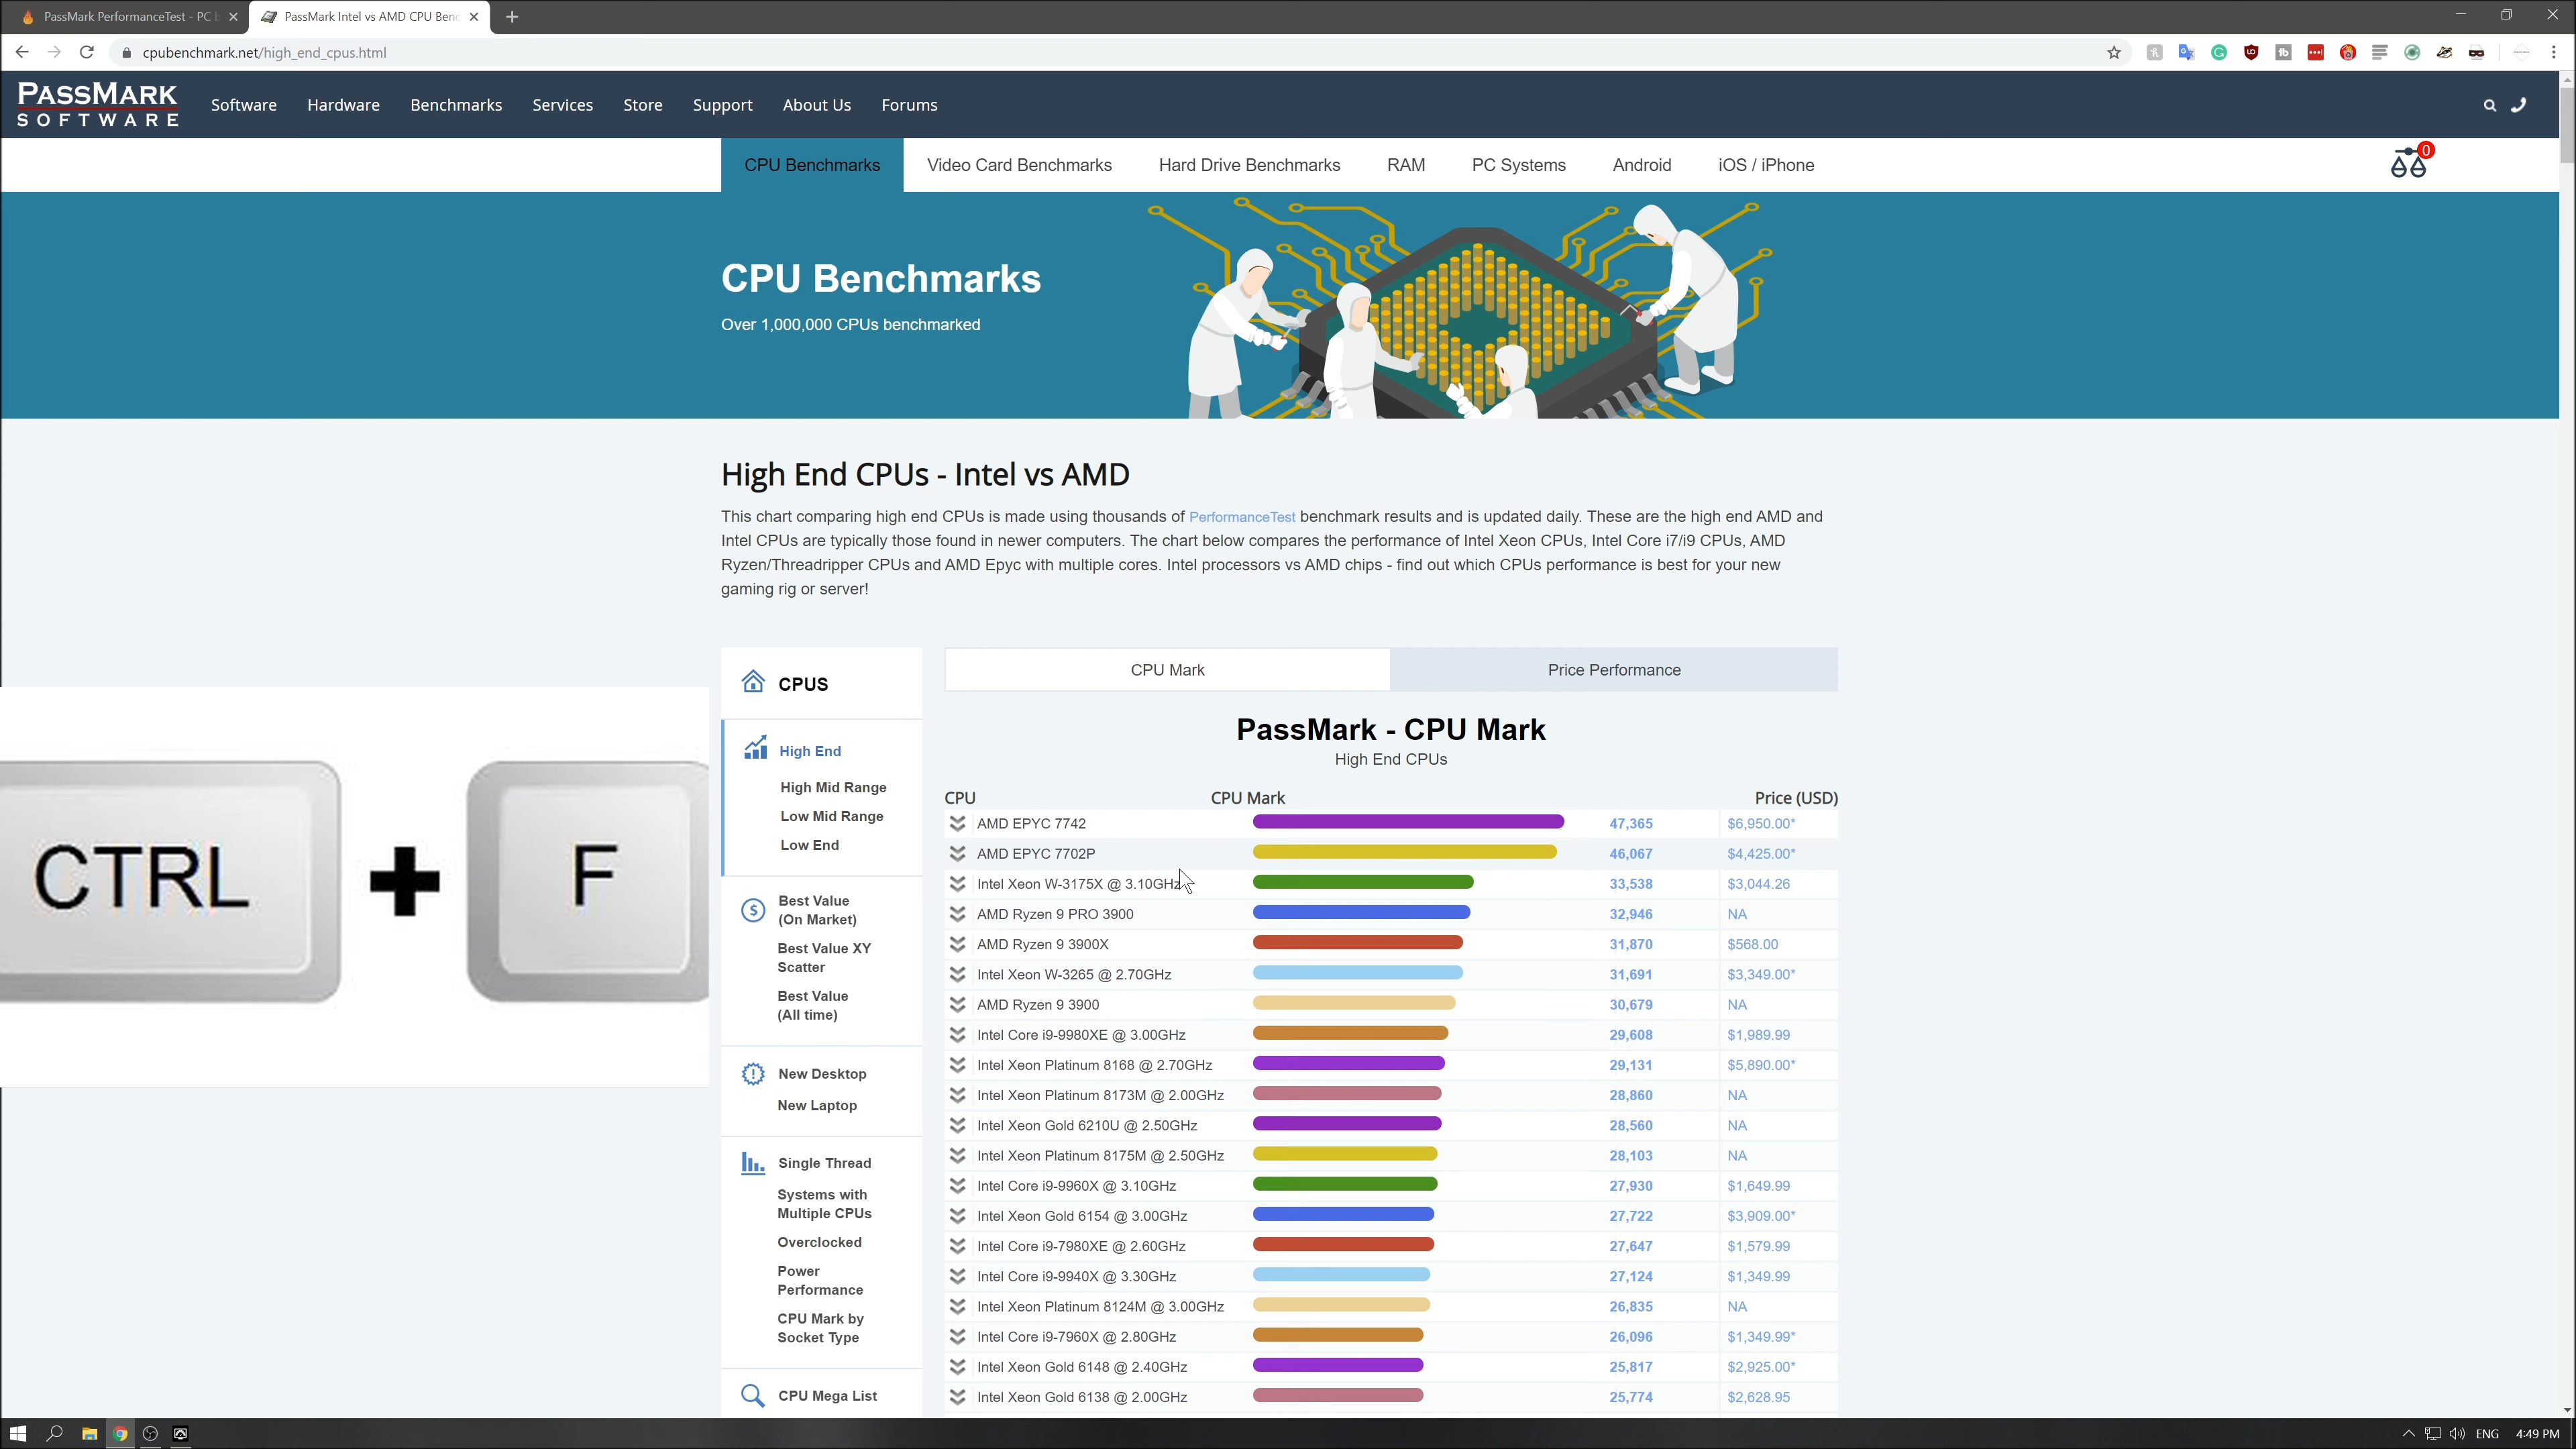 PassMark PerformanceTest - PC
PassMark Intel vs AMD CPU Benc
cpubenchmark.net/high_end_cpus.html
PASSMARK
SOFTWARE
Software Hardware Benchmarks Services Store Support About Us Forums
CPU Benchmarks Video Card Benchmarks Hard Drive Benchmarks RAM PC Systems Android iOS / iPhone
0
CPU Benchmarks
Over 1,000,000 CPUs benchmarked
High End CPUs - Intel vs AMD
This chart comparing high end CPUs is made using thousands of PerformanceTest benchmark results and is updated daily. These are the high end AMD and
Intel CPUs are typically those found in newer computers. The chart below compares the performance of Intel Xeon CPUs, Intel Core i7/i9 CPUs, AMD
Ryzen/Threadripper CPUs and AMD Epyc with multiple cores. Intel processors vs AMD chips - find out which CPUs performance is best for your new
gaming rig or server!
CTRL + F
CPUS
High End
High Mid Range
Low Mid Range
Low End
Best Value
(On Market)
Best Value XY
Scatter
Best Value
(All time)
New Desktop
New Laptop
Single Thread
Systems with
Multiple CPUs
Overclocked
Power
Performance
CPU Mark by
Socket Type
CPU Mega List
CPU Mark Price Performance
PassMark - CPU Mark
High End CPUs
CPU CPU Mark Price (USD)
AMD EPYC 7742 47,365 $6,950.00*
AMD EPYC 7702P 46,067 $4,425.00*
Intel Xeon W-3175X @ 3.10GHz 33,538 $3,044.26
AMD Ryzen 9 PRO 3900 32,946 NA
AMD Ryzen 9 3900X 31,870 $568.00
Intel Xeon W-3265 @ 2.70GHz 31,691 $3,349.00*
AMD Ryzen 9 3900 30,679 NA
Intel Core i9-9980XE @ 3.00GHz 29,608 $1,989.99
Intel Xeon Platinum 8168 @ 2.70GHz 29,131 $5,890.00*
Intel Xeon Platinum 8173M @ 2.00GHz 28,860 NA
Intel Xeon Gold 6210U @ 2.50GHz 28,560 NA
Intel Xeon Platinum 8175M @ 2.50GHz 28,103 NA
Intel Core i9-9960X @ 3.10GHz 27,930 $1,649.99
Intel Xeon Gold 6154 @ 3.00GHz 27,722 $3,909.00*
Intel Core i9-7980XE @ 2.60GHz 27,647 $1,579.99
Intel Core i9-9940X @ 3.30GHz 27,124 $1,349.99
Intel Xeon Platinum 8124M @ 3.00GHz 26,835 NA
Intel Core i9-7960X @ 2.80GHz 26,096 $1,349.99*
Intel Xeon Gold 6148 @ 2.40GHz 25,817 $2,925.00*
Intel Xeon Gold 6138 @ 2.00GHz 25,774 $2,628.95
ENG 4:49 PM